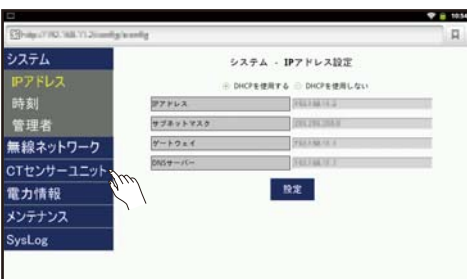 10:54
システム
IPアドレス
時刻
管理者
無線ネットワーク
CTセンサーユニット
電力情報
メンテナンス
SysLog
システム - IPアドレス設定
DHCPを使用する DHCPを使用しない
IPアドレス
サブネットマスク
ゲートウェイ
DNSサーバー
設定